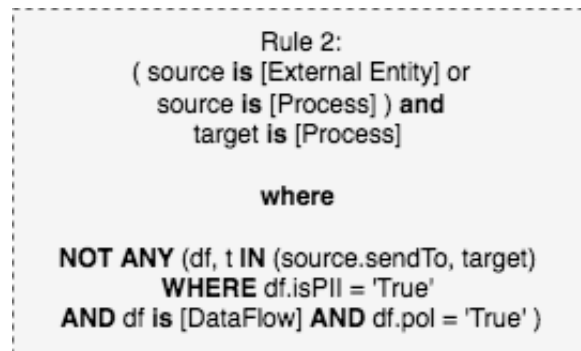 Rule 2:
( source is [External Entity] or
source is [Process] ) and
target is [Process]
where
NOT ANY (df, t IN (source.sendTo, target)
WHERE df.isPII = 'True'
AND df is [DataFlow] AND df.pol = 'True' )